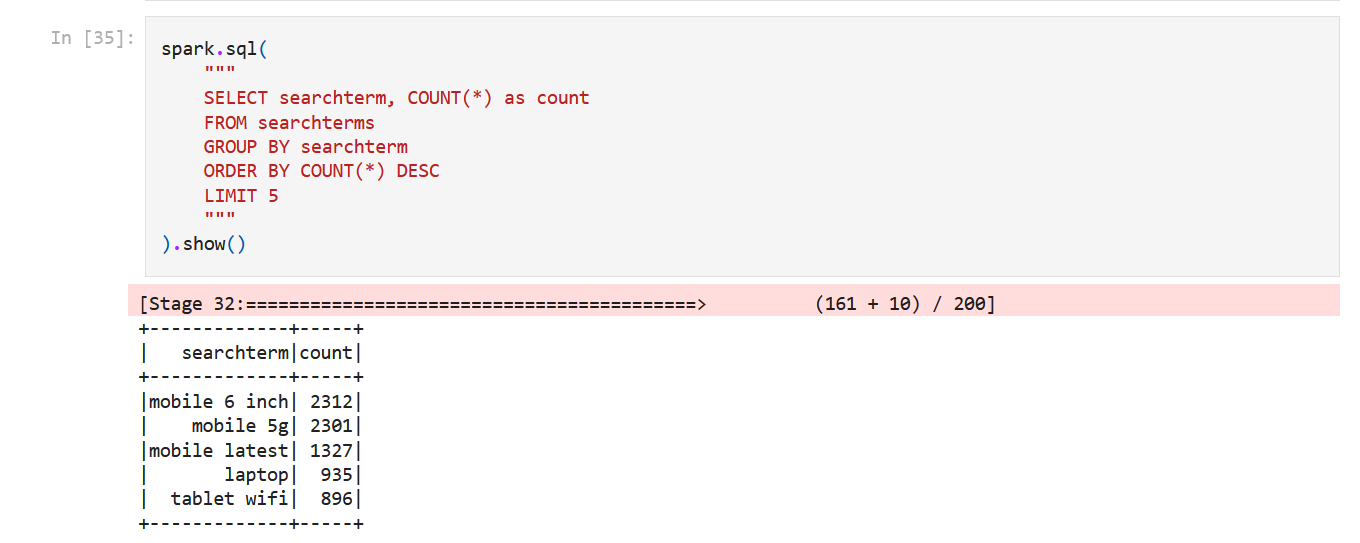 In [35]:
spark.sql(
    """
    SELECT searchterm, COUNT(*) as count
    FROM searchterms
    GROUP BY searchterm
    ORDER BY COUNT(*) DESC
    LIMIT 5
    """
).show()
[Stage 32:==========================================>          (161 + 10) / 200]
+-------------+-----+
|   searchterm|count|
+-------------+-----+
|mobile 6 inch| 2312|
|    mobile 5g| 2301|
|mobile latest| 1327|
|       laptop|  935|
|  tablet wifi|  896|
+-------------+-----+